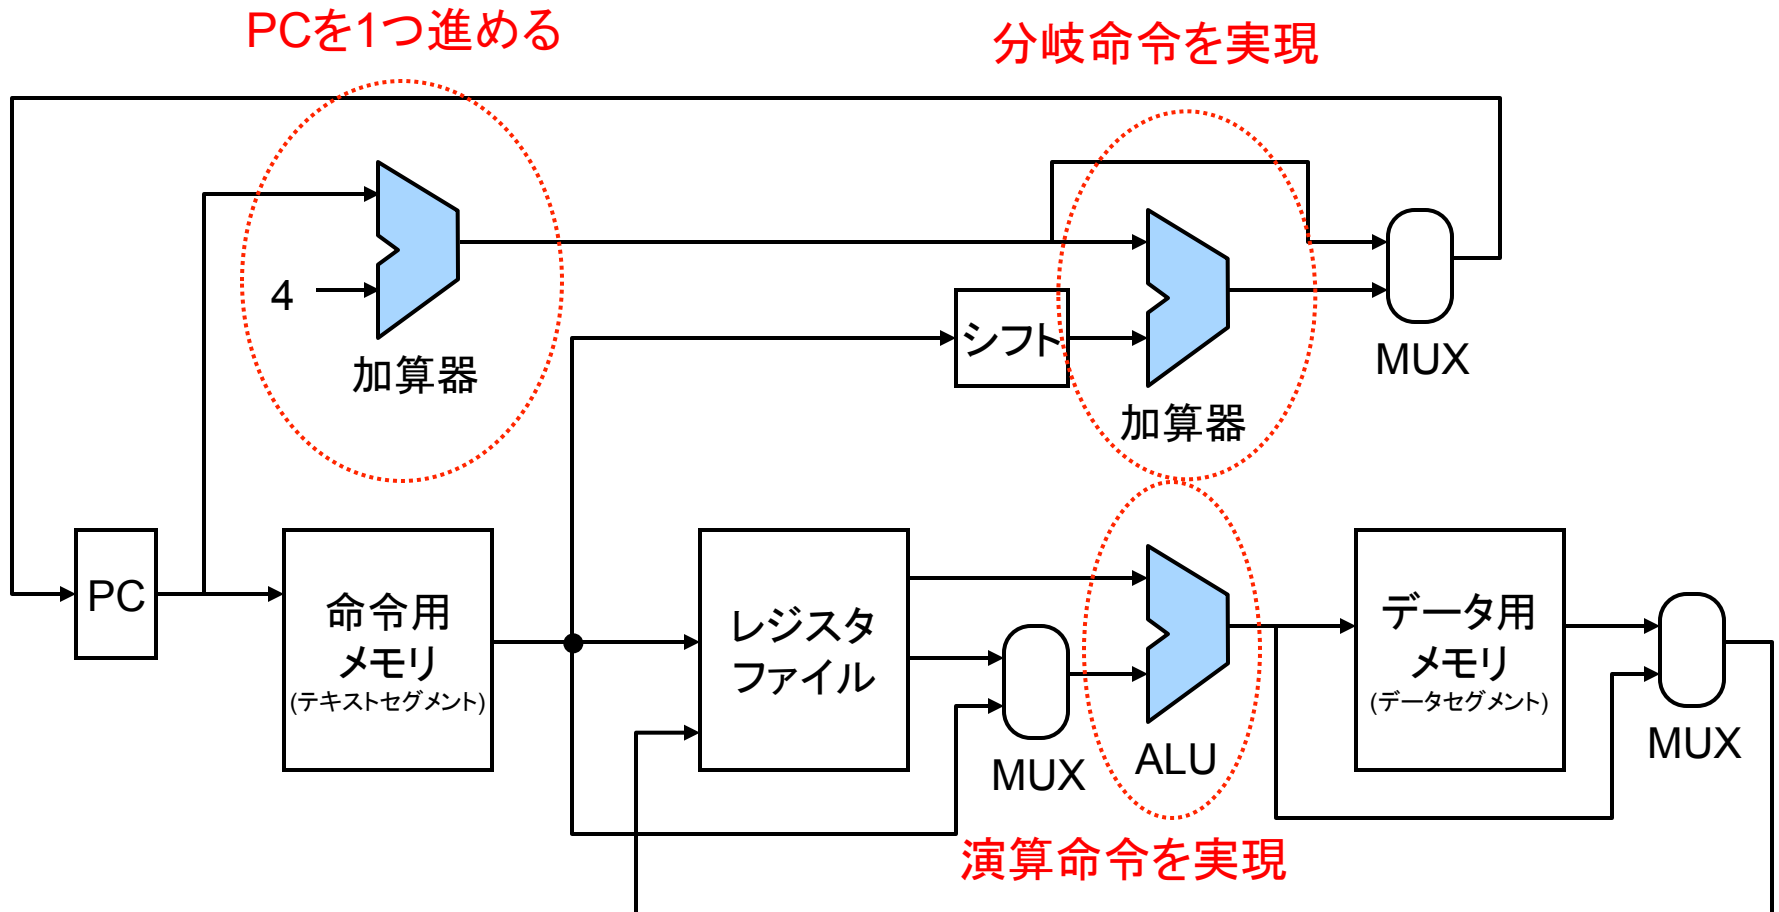 PCを1つ進める
分岐命令を実現
4
加算器
シフト
加算器
MUX
PC
命令用
メモリ
(テキストセグメント)
レジスタ
ファイル
MUX
ALU
データ用
メモリ
(データセグメント)
MUX
演算命令を実現